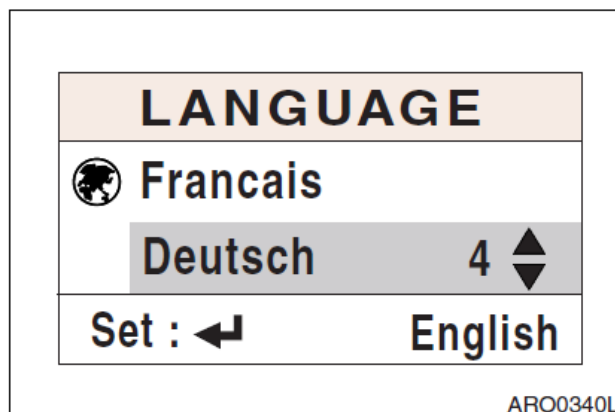 LANGUAGE
Francais
Deutsch 4
Set : English
ARO0340L